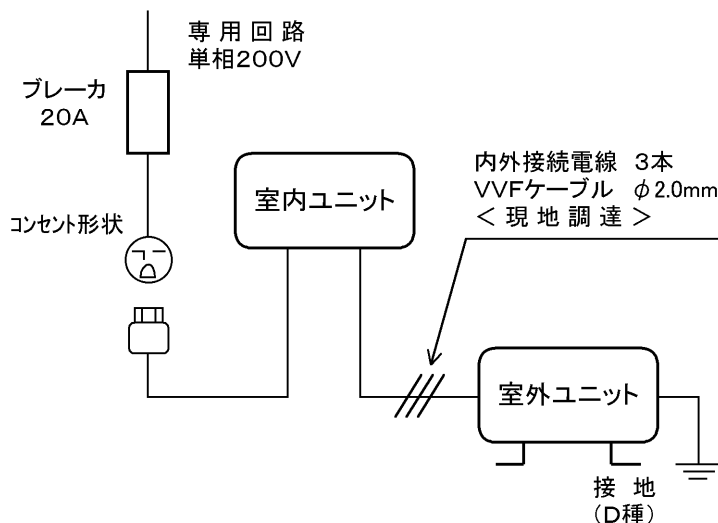 専用回路
単相200V
ブレーカ
20A
コンセント形状
室内ユニット
内外接続電線 3本
VVFケーブル φ2.0mm
＜現地調達＞
室外ユニット
接地
（D種）